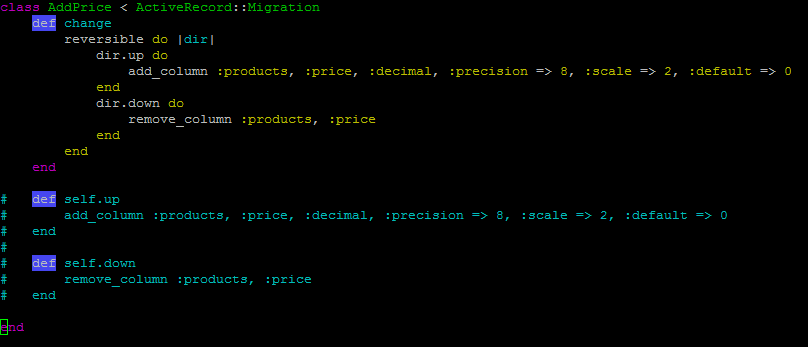 class AddPrice < ActiveRecord::Migration
    def change
        reversible do |dir|
            dir.up do
                add_column :products, :price, :decimal, :precision => 8, :scale => 2, :default => 0
            end
            dir.down do
                remove_column :products, :price
            end
        end
    end

#   def self.up
#       add_column :products, :price, :decimal, :precision => 8, :scale => 2, :default => 0
#   end
#
#   def self.down
#       remove_column :products, :price
#   end

end